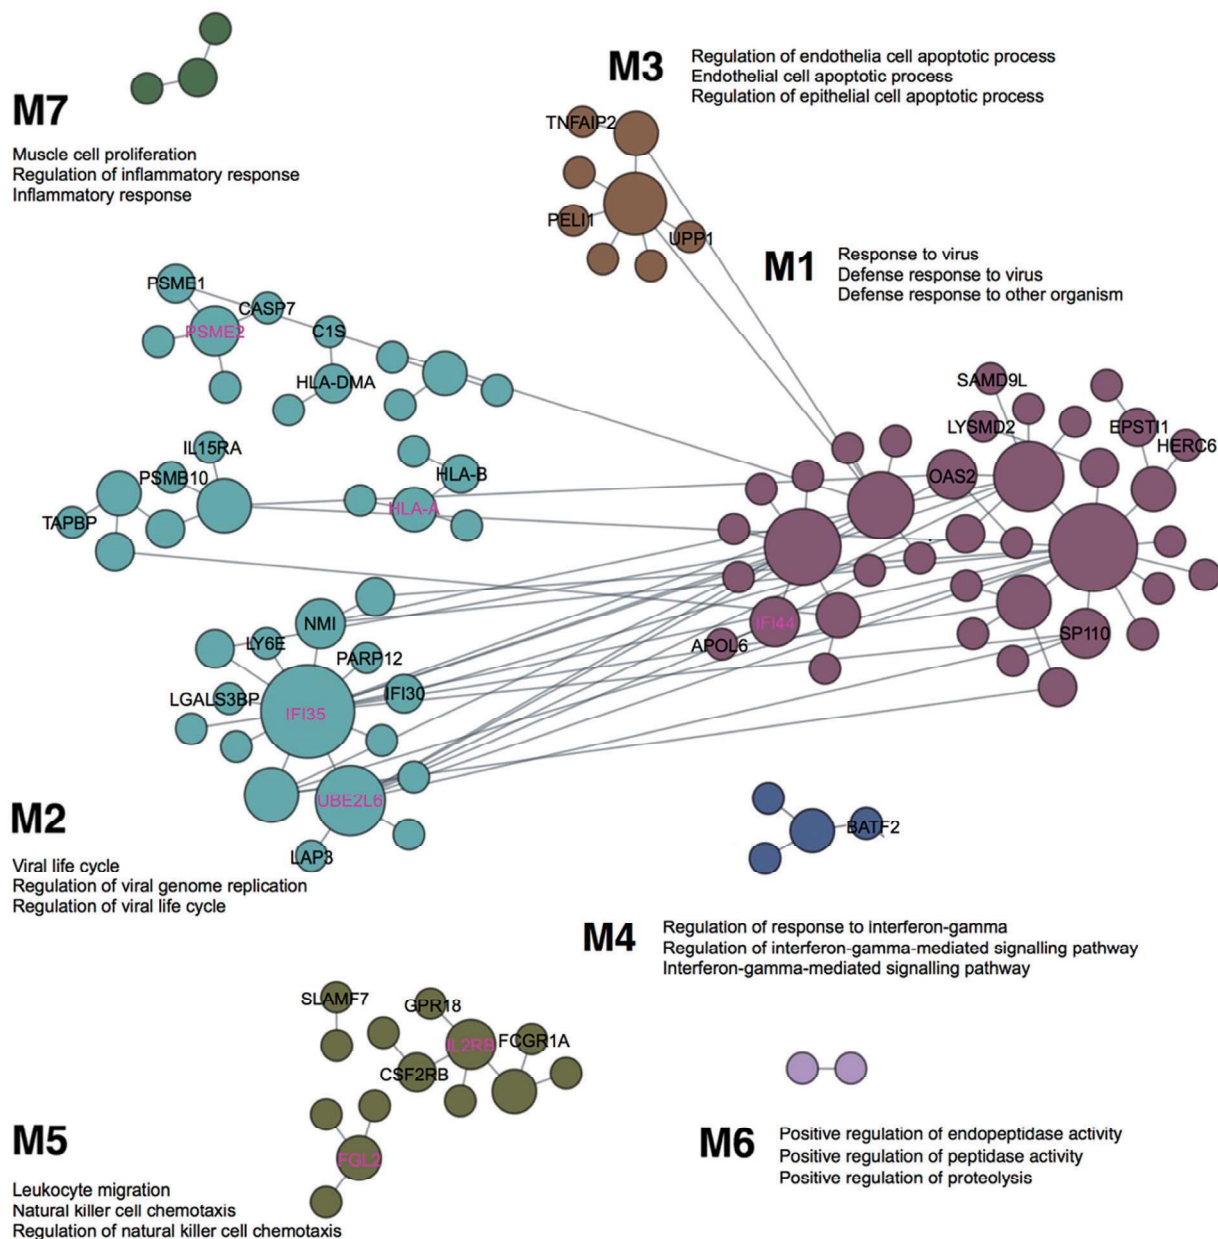 M3
Regulation of endothelia cell apoptotic process
Endothelial cell apoptotic process
Regulation of epithelial cell apoptotic process
TNFAIP2
PELI1
UPP1
M7
Muscle cell proliferation
Regulation of inflammatory response
Inflammatory response
M1
Response to virus
Defense response to virus
Defense response to other organism
PSME1
CASP7
PSME2
C1S
HLA-DMA
IL15RA
PSMB10
HLA-B
HLA-A
TAPBP
SAMD9L
LYSMD2
EPSTI1
HERC6
OAS2
IFI44
APOL6
SP110
NMI
LY6E
PARP12
LGALS3BP
IFI30
IFI35
UBE2L6
LAP3
M2
Viral life cycle
Regulation of viral genome replication
Regulation of viral life cycle
BATF2
M4
Regulation of response to interferon-gamma
Regulation of interferon-gamma-mediated signalling pathway
Interferon-gamma-mediated signalling pathway
SLAMF7
GPR18
IL2RB
FCGR1A
CSF2RB
FGL2
M5
Leukocyte migration
Natural killer cell chemotaxis
Regulation of natural killer cell chemotaxis
M6
Positive regulation of endopeptidase activity
Positive regulation of peptidase activity
Positive regulation of proteolysis